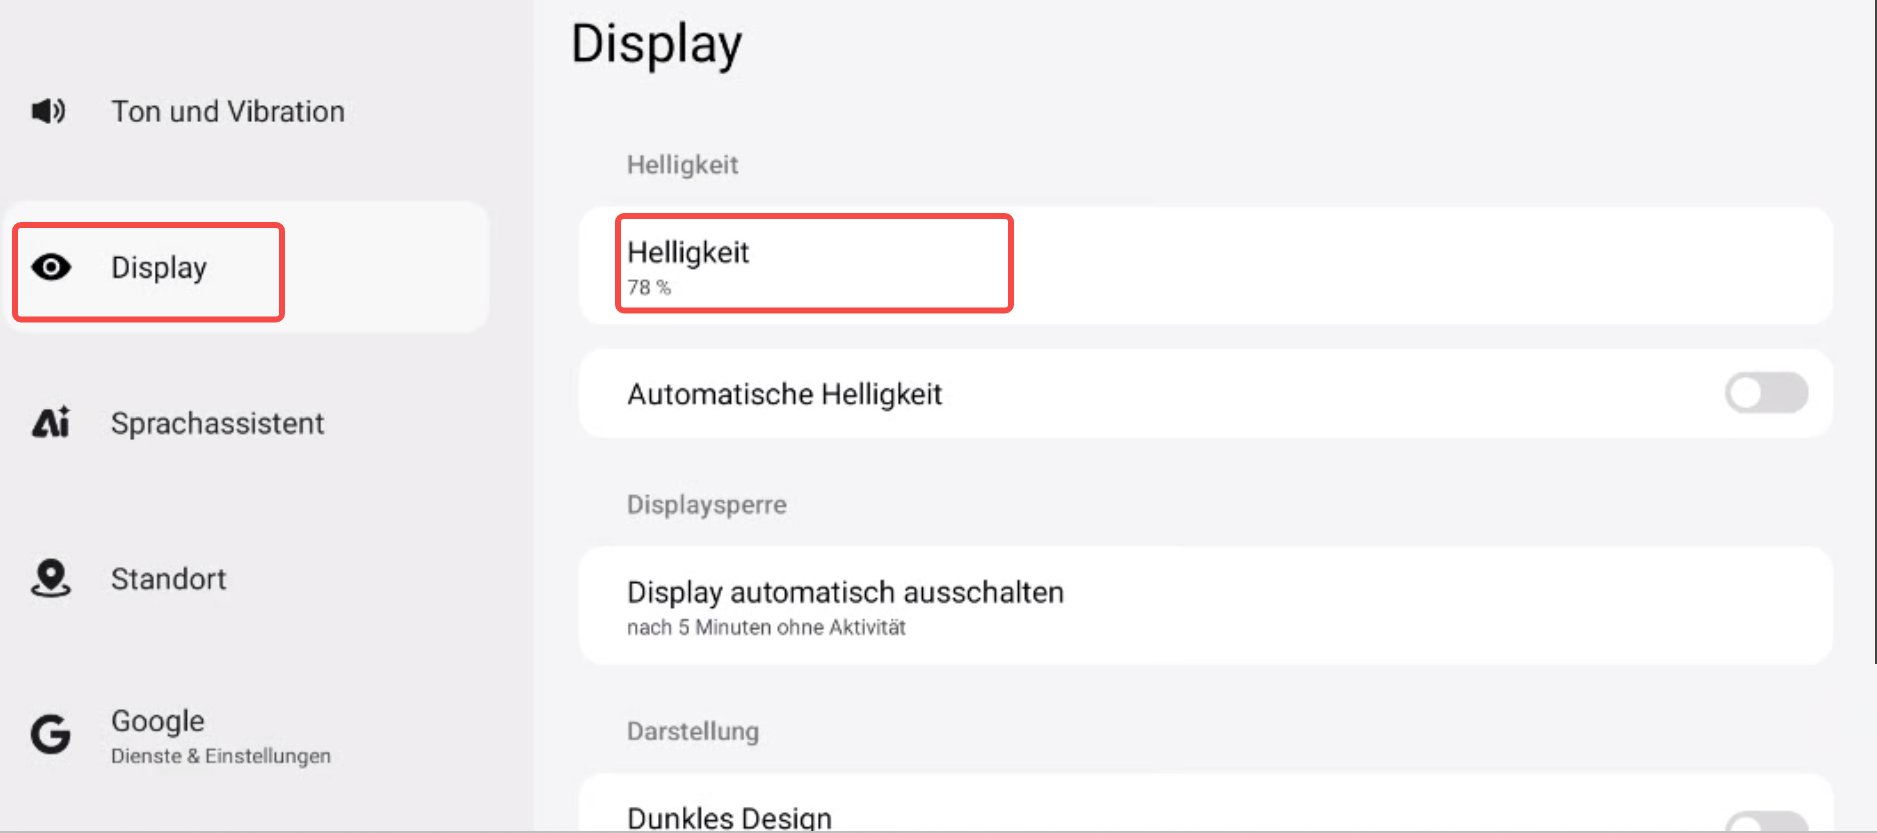 Ton und Vibration
Display
Sprachassistent
Standort
Google
Dienste & Einstellungen
Display
Helligkeit
Helligkeit
78 %
Automatische Helligkeit
Displaysperre
Display automatisch ausschalten
nach 5 Minuten ohne Aktivität
Darstellung
Dunkles Design